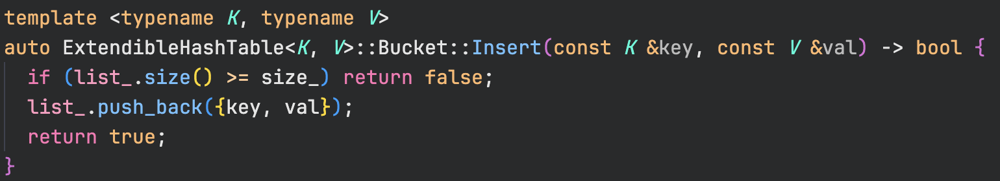 template <typename K, typename V>
auto ExtendibleHashTable<K, V>::Bucket::Insert(const K &key, const V &val) -> bool {
  if (list_.size() >= size_) return false;
  list_.push_back({key, val});
  return true;
}